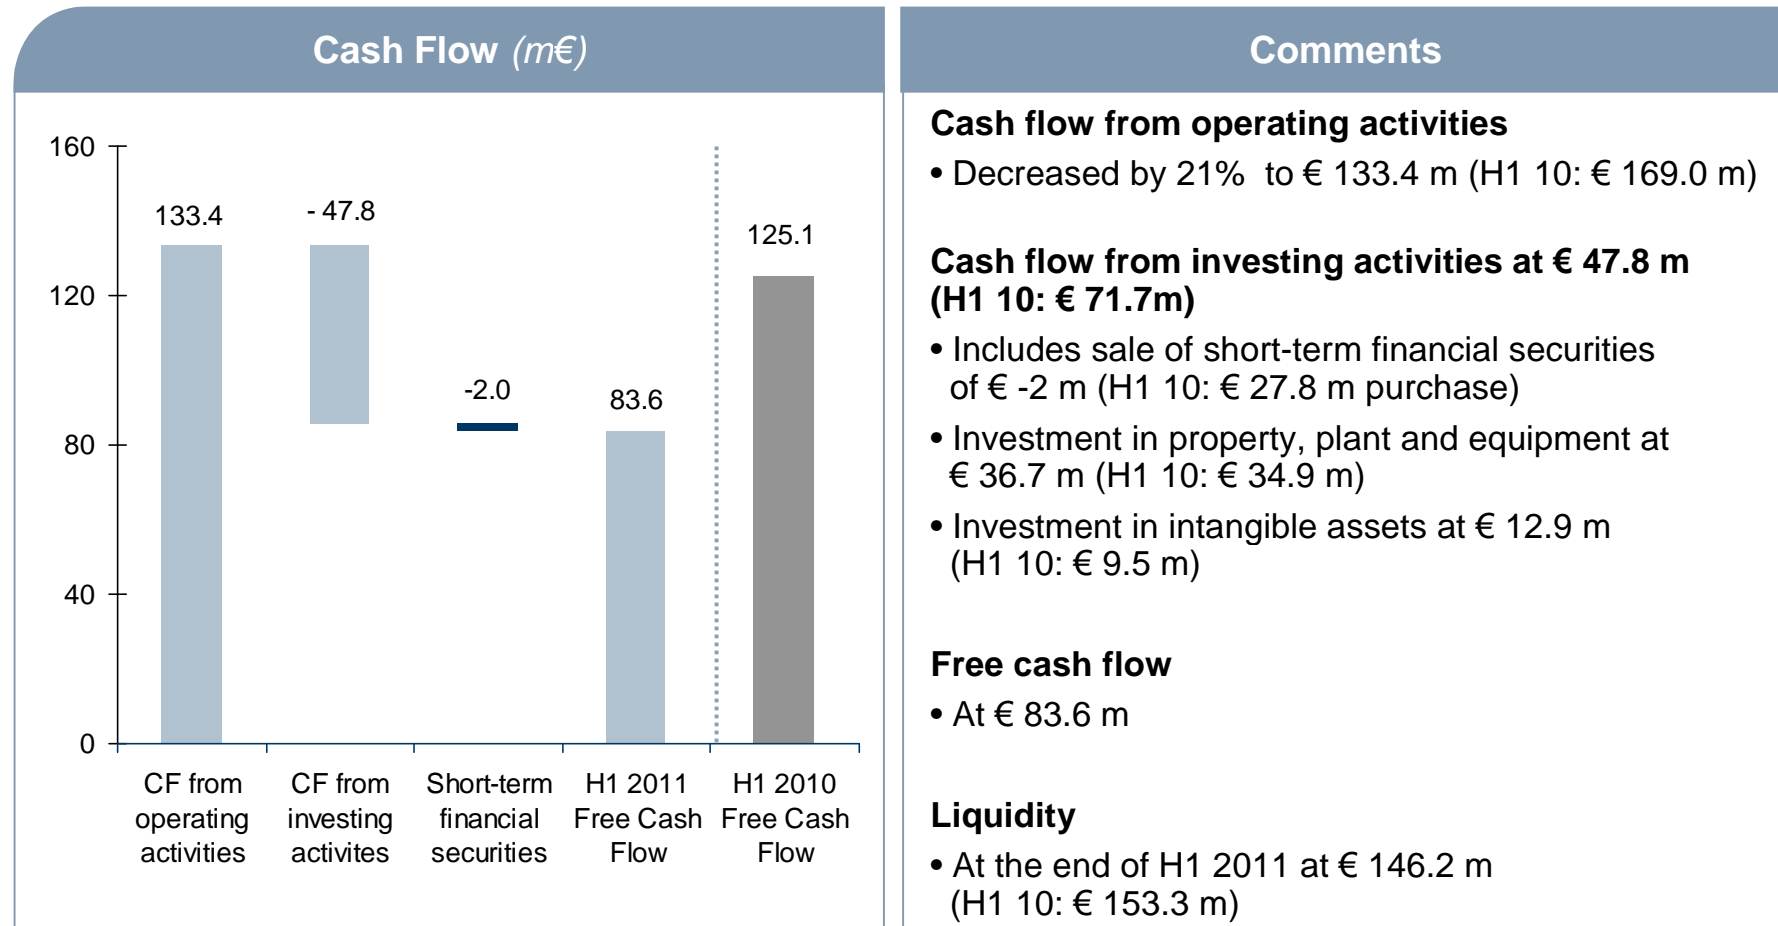 Cash Flow (m€)
160
120
80
40
0
133.4
- 47.8
-2.0
83.6
125.1
CF from
operating
activities
CF from
investing
activites
Short-term
financial
securities
H1 2011
Free Cash
Flow
H1 2010
Free Cash
Flow
Comments
Cash flow from operating activities
• Decreased by 21%  to € 133.4 m (H1 10: € 169.0 m)
Cash flow from investing activities at € 47.8 m
(H1 10: € 71.7m)
• Includes sale of short-term financial securities
of € -2 m (H1 10: € 27.8 m purchase)
• Investment in property, plant and equipment at
€ 36.7 m (H1 10: € 34.9 m)
• Investment in intangible assets at € 12.9 m
(H1 10: € 9.5 m)
Free cash flow
• At € 83.6 m
Liquidity
• At the end of H1 2011 at € 146.2 m
(H1 10: € 153.3 m)